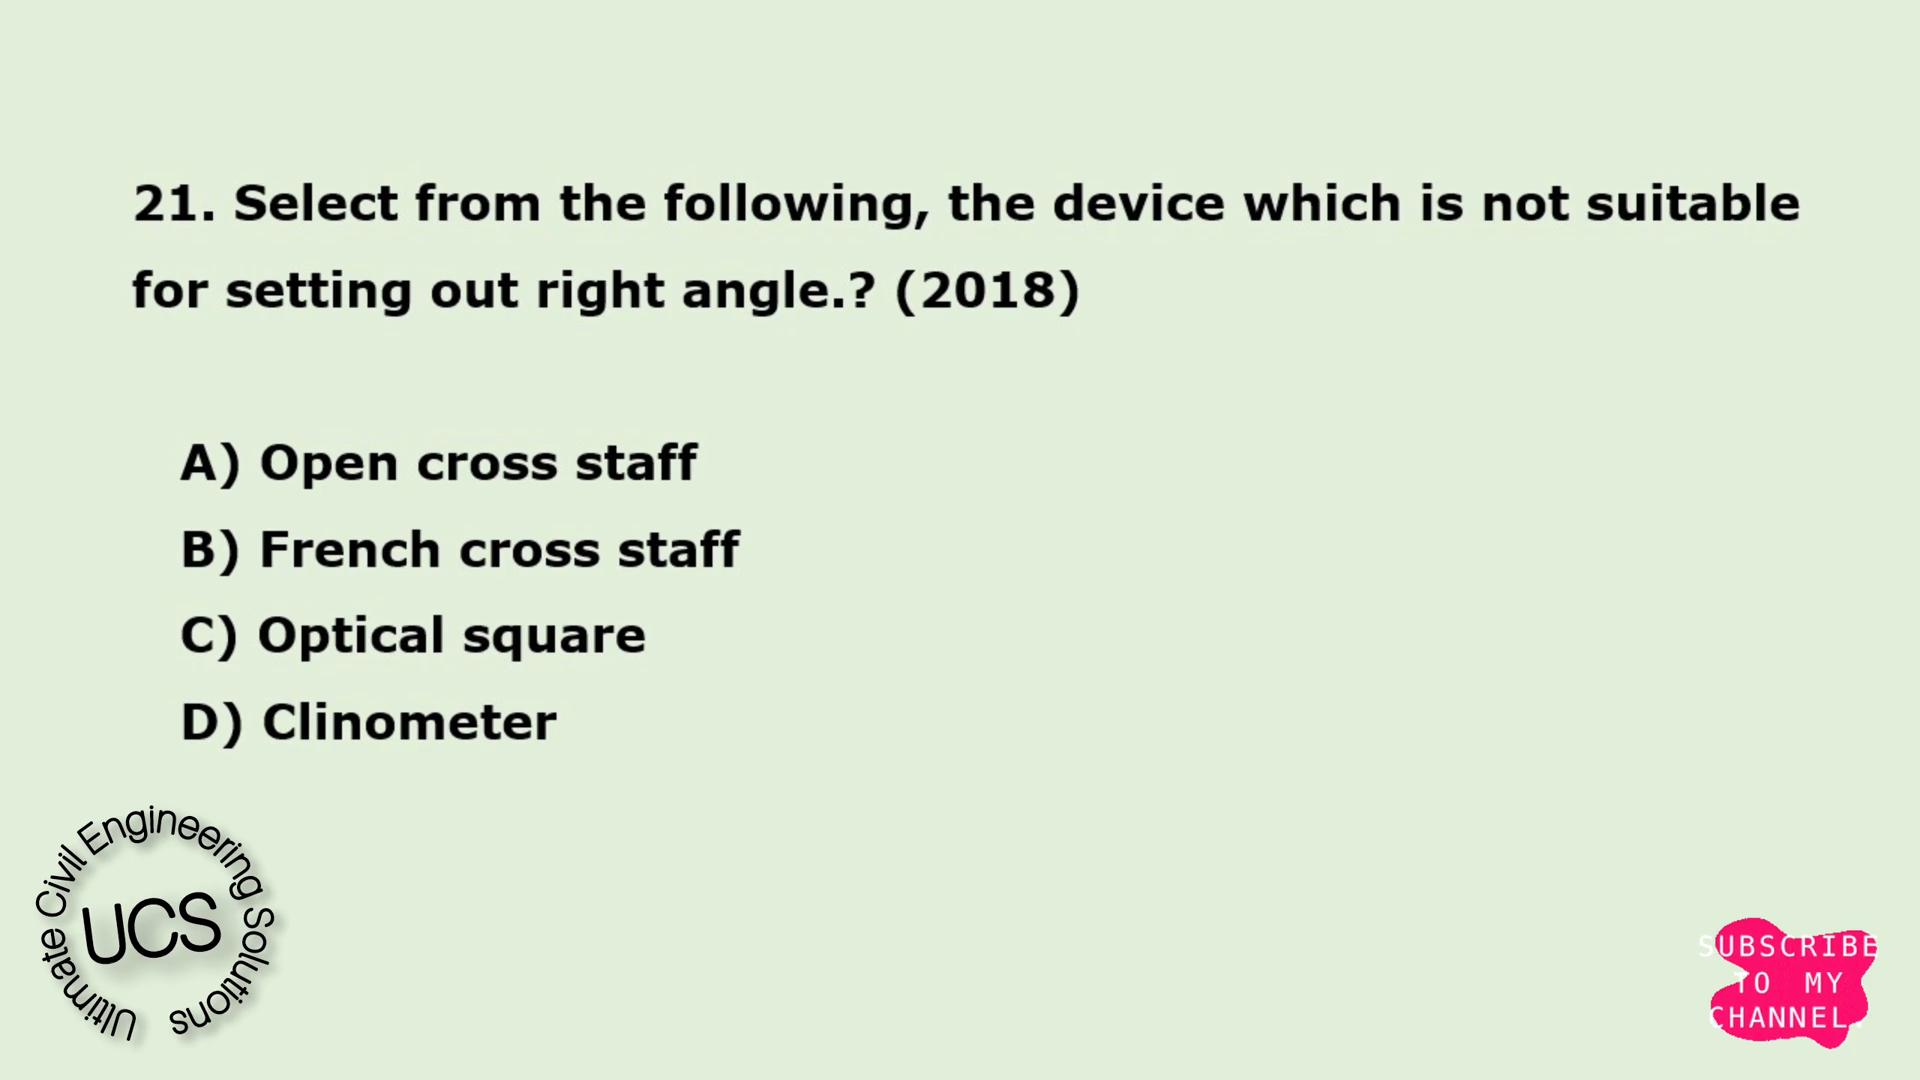 21. Select from the following, the device which is not suitable
for setting out right angle.? (2018)
A) Open cross staff
B) French cross staff
C) Optical square
D) Clinometer
Ultimate Civil Engineering Solutions
UCS
SUBSCRIBE
TO MY
CHANNEL.